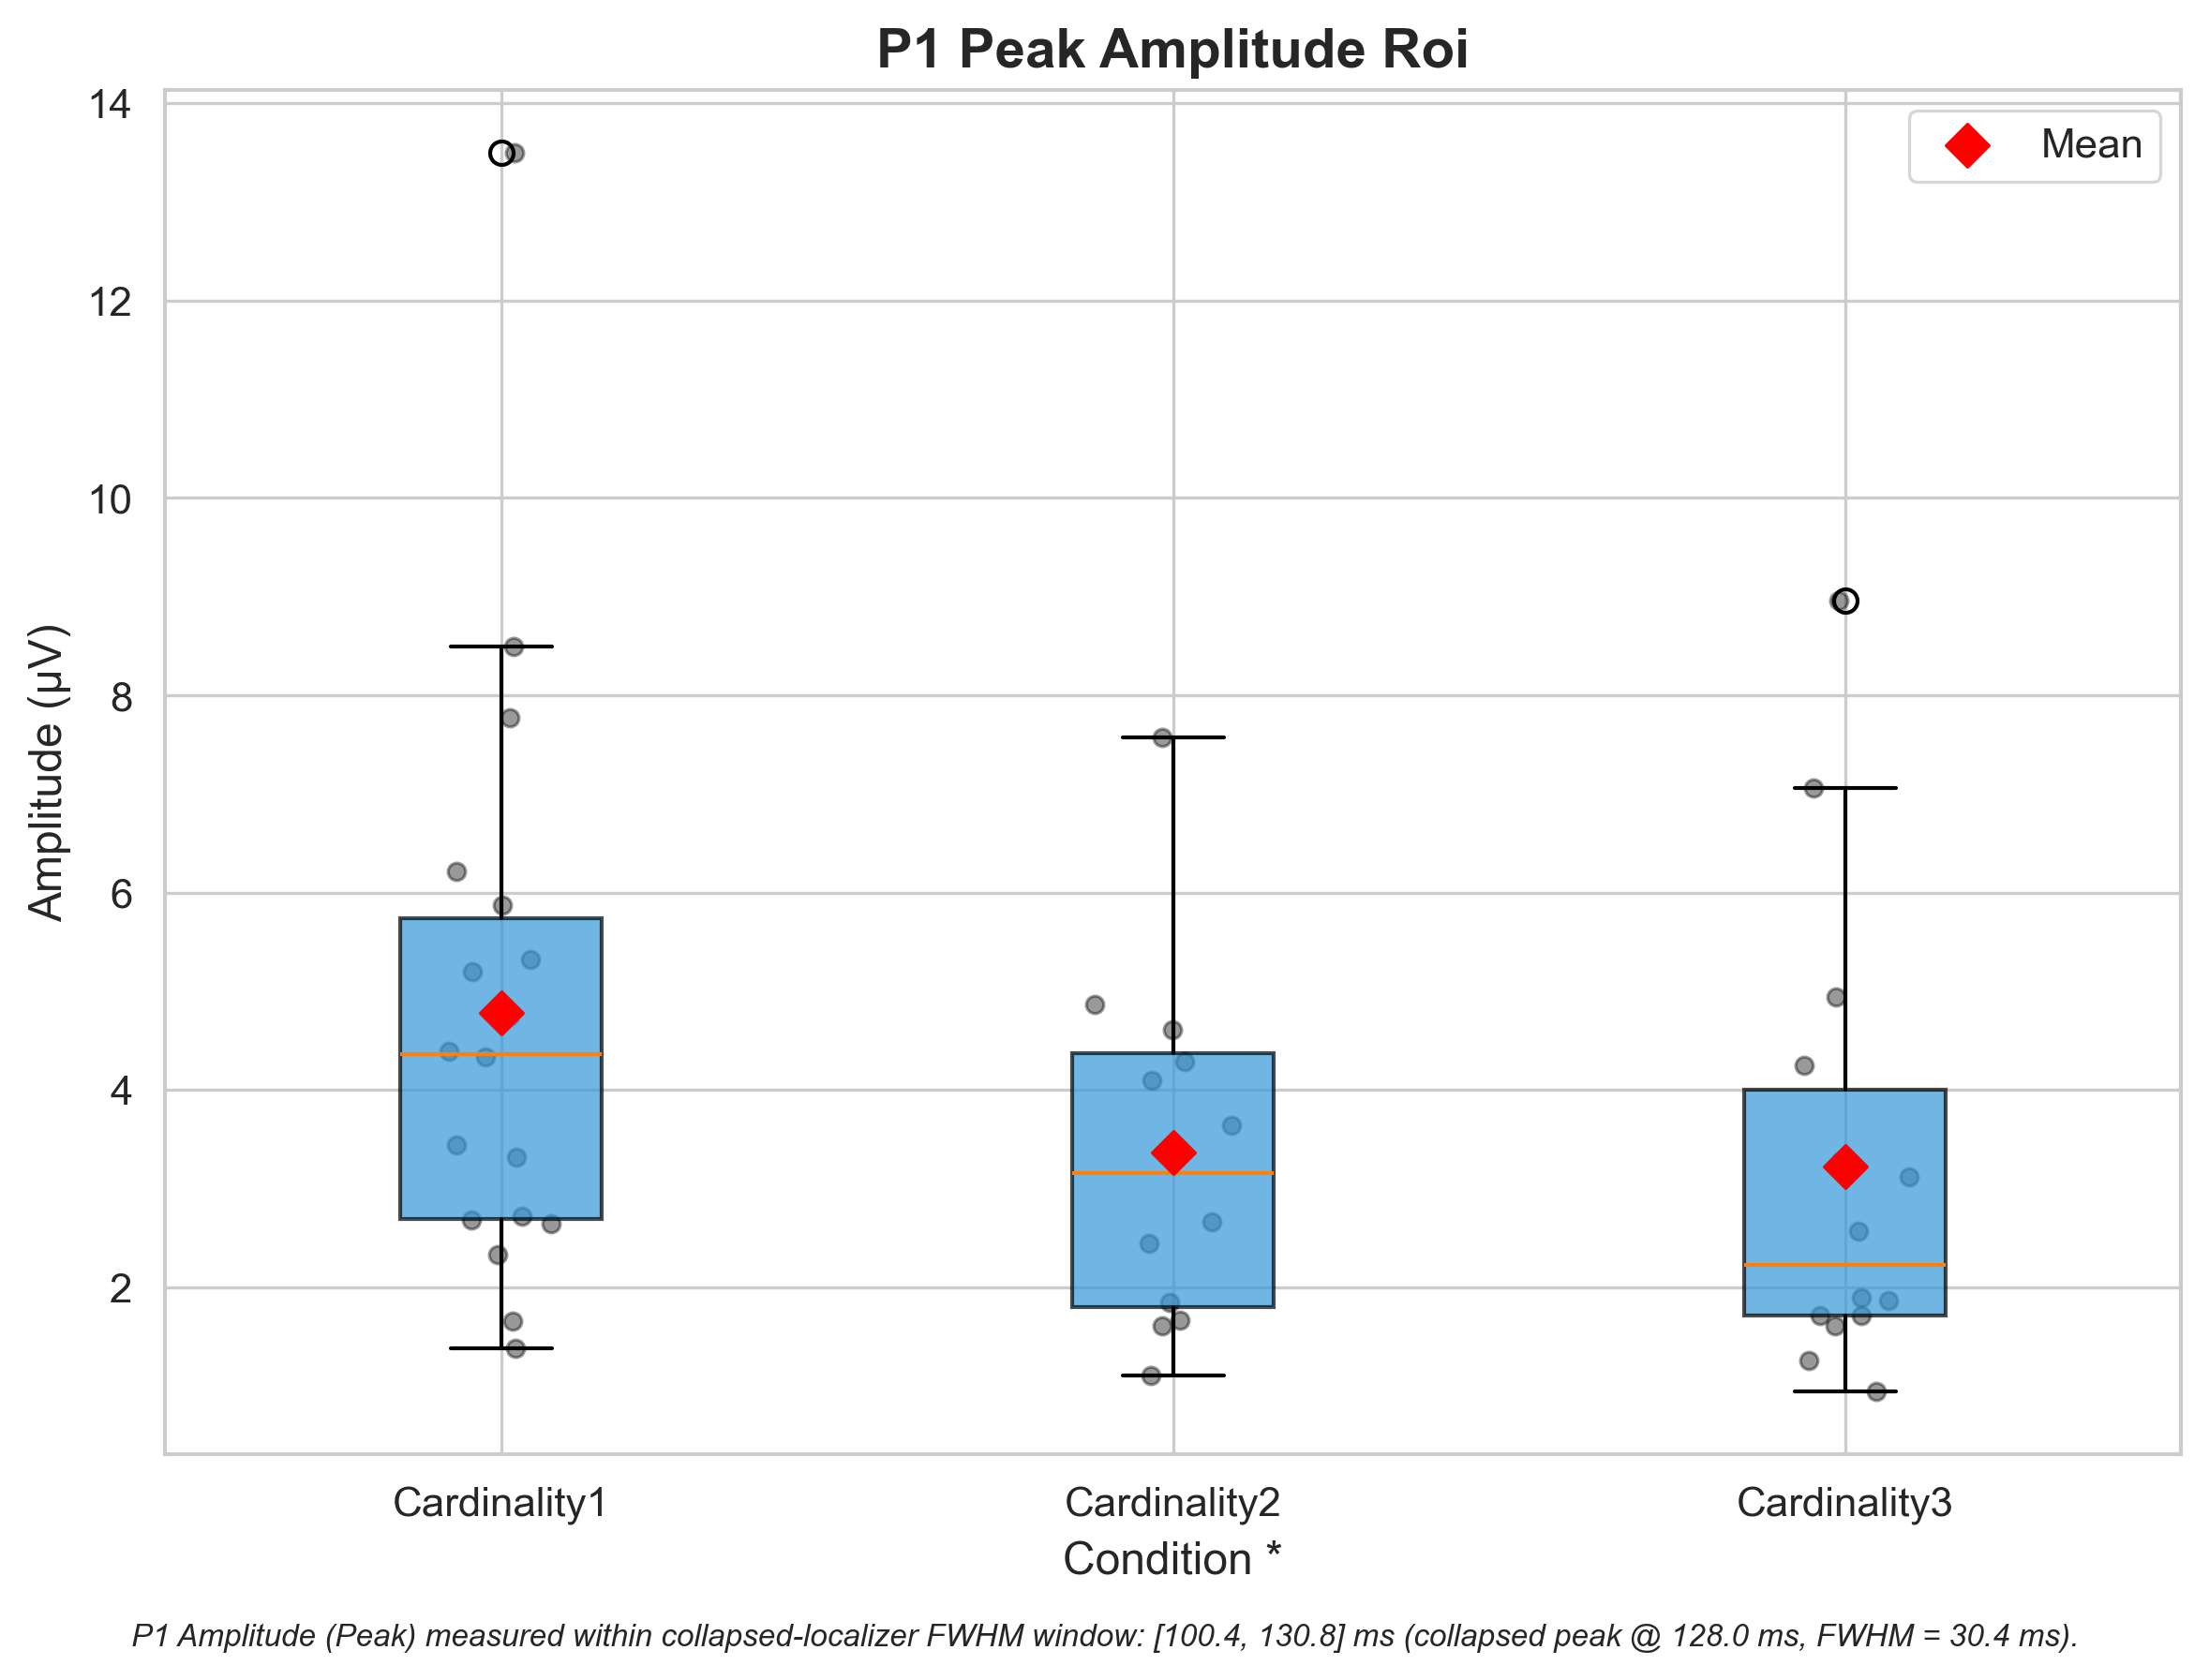 P1 Peak Amplitude Roi
Mean
14
12
10
8
6
4
2
Amplitude (µV)
Cardinality1
Cardinality2
Cardinality3
Condition *
P1 Amplitude (Peak) measured within collapsed-localizer FWHM window: [100.4, 130.8] ms (collapsed peak @ 128.0 ms, FWHM = 30.4 ms).